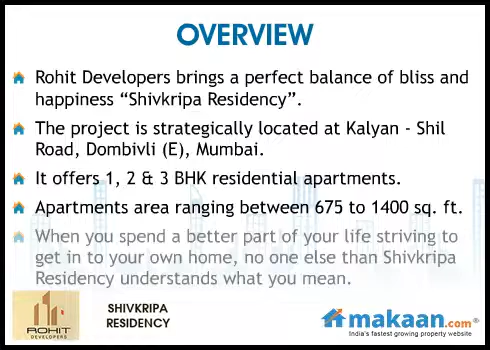 OVERVIEW
Rohit Developers brings a perfect balance of bliss and
happiness “Shivkripa Residency”.
The project is strategically located at Kalyan - Shil
Road, Dombivli (E), Mumbai.
It offers 1, 2 & 3 BHK residential apartments.
Apartments area ranging between 675 to 1400 sq. ft.
When you spend a better part of your life striving to
get in to your own home, no one else than Shivkripa
Residency understands what you mean.
ROHIT
DEVELOPERS
SHIVKRIPA
RESIDENCY
makaan.com®
India's fastest growing property website